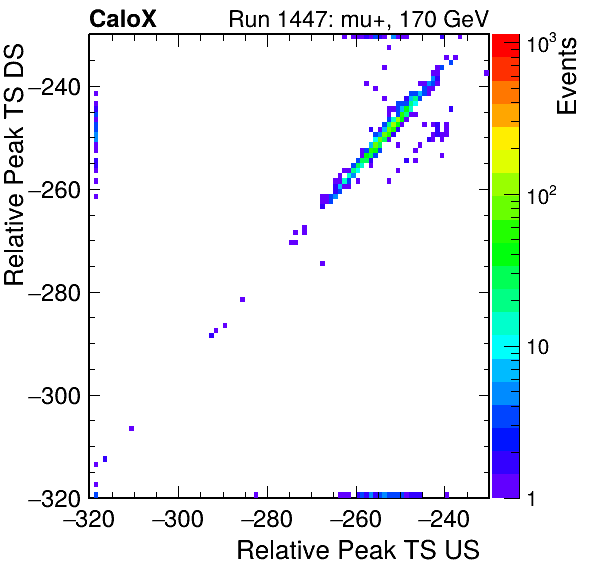 CaloX Run 1447: mu+, 170 GeV
Relative Peak TS DS
−240
−260
−280
−300
−320
−320 −300 −280 −260 −240
Relative Peak TS US
Events
10³
10²
10
1